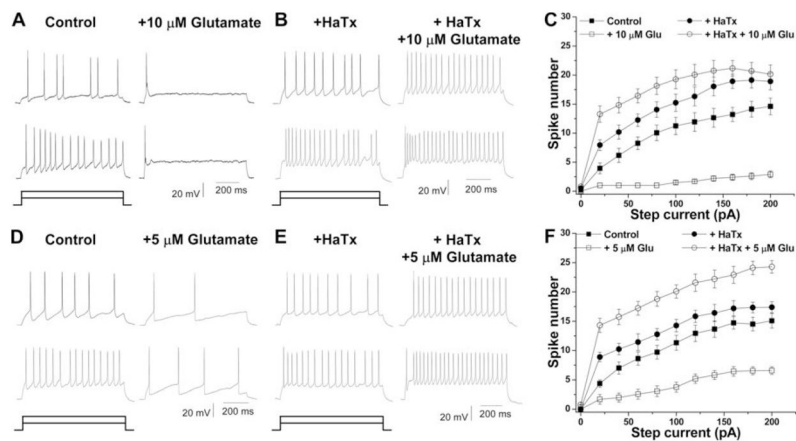 A Control +10 µM Glutamate
20 mV 200 ms
B +HaTx + HaTx
+10 µM Glutamate
20 mV 200 ms
C
Control + HaTx
+ 10 µM Glu + HaTx + 10 µM Glu
Spike number
30
25
20
15
10
5
0
0 50 100 150 200
Step current (pA)
D Control +5 µM Glutamate
20 mV 200 ms
E +HaTx + HaTx
+5 µM Glutamate
20 mV 200 ms
F
Control + HaTx
+ 5 µM Glu + HaTx + 5 µM Glu
Spike number
30
25
20
15
10
5
0
0 50 100 150 200
Step current (pA)